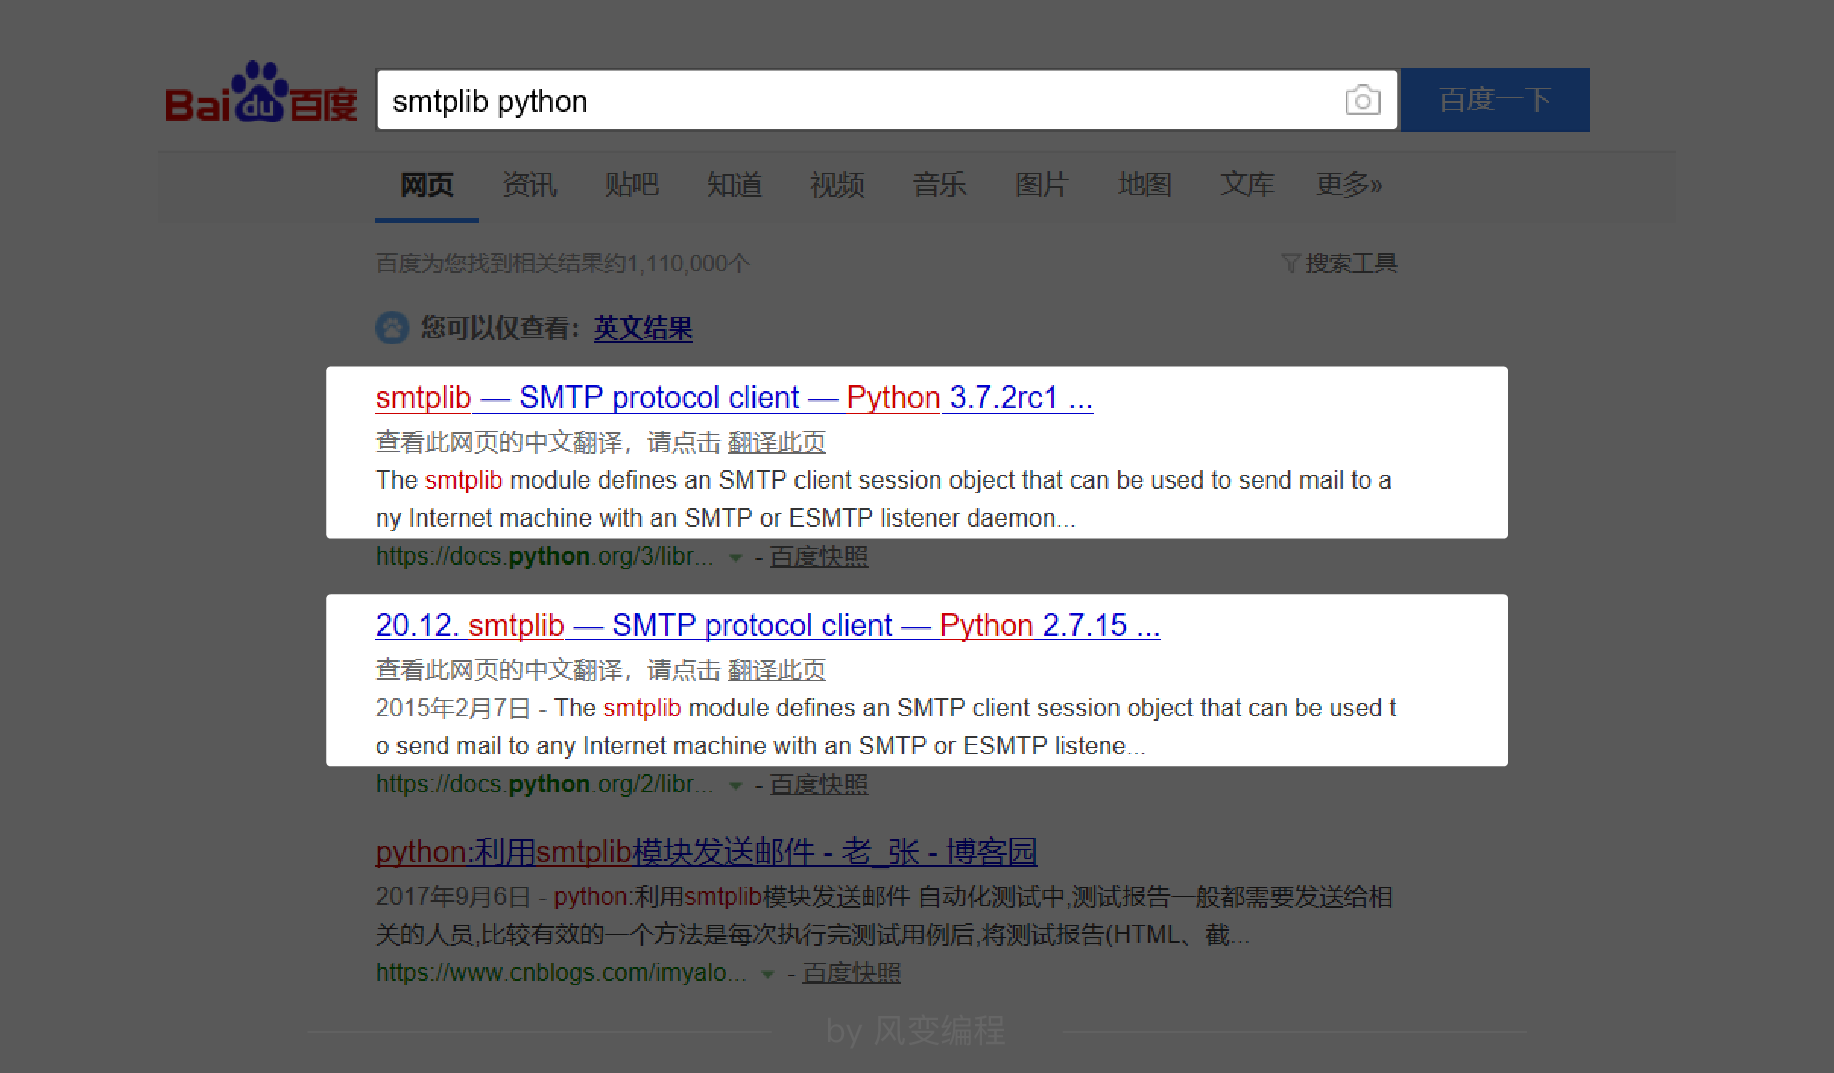 Bai du 百度
smtplib python
百度一下
网页 资讯 贴吧 知道 视频 音乐 图片 地图 文库 更多»
百度为您找到相关结果约1,110,000个
搜索工具
您可以仅查看：英文结果
smtplib — SMTP protocol client — Python 3.7.2rc1 ...
查看此网页的中文翻译，请点击 翻译此页
The smtplib module defines an SMTP client session object that can be used to send mail to a
ny Internet machine with an SMTP or ESMTP listener daemon...
https://docs.python.org/3/libr... - 百度快照
20.12. smtplib — SMTP protocol client — Python 2.7.15 ...
查看此网页的中文翻译，请点击 翻译此页
2015年2月7日 - The smtplib module defines an SMTP client session object that can be used t
o send mail to any Internet machine with an SMTP or ESMTP listene...
https://docs.python.org/2/libr... - 百度快照
python:利用smtplib模块发送邮件 - 老_张 - 博客园
2017年9月6日 - python:利用smtplib模块发送邮件 自动化测试中,测试报告一般都需要发送给相
关的人员,比较有效的一个方法是每次执行完测试用例后,将测试报告(HTML、截...
https://www.cnblogs.com/imyalo... - 百度快照
by 风变编程